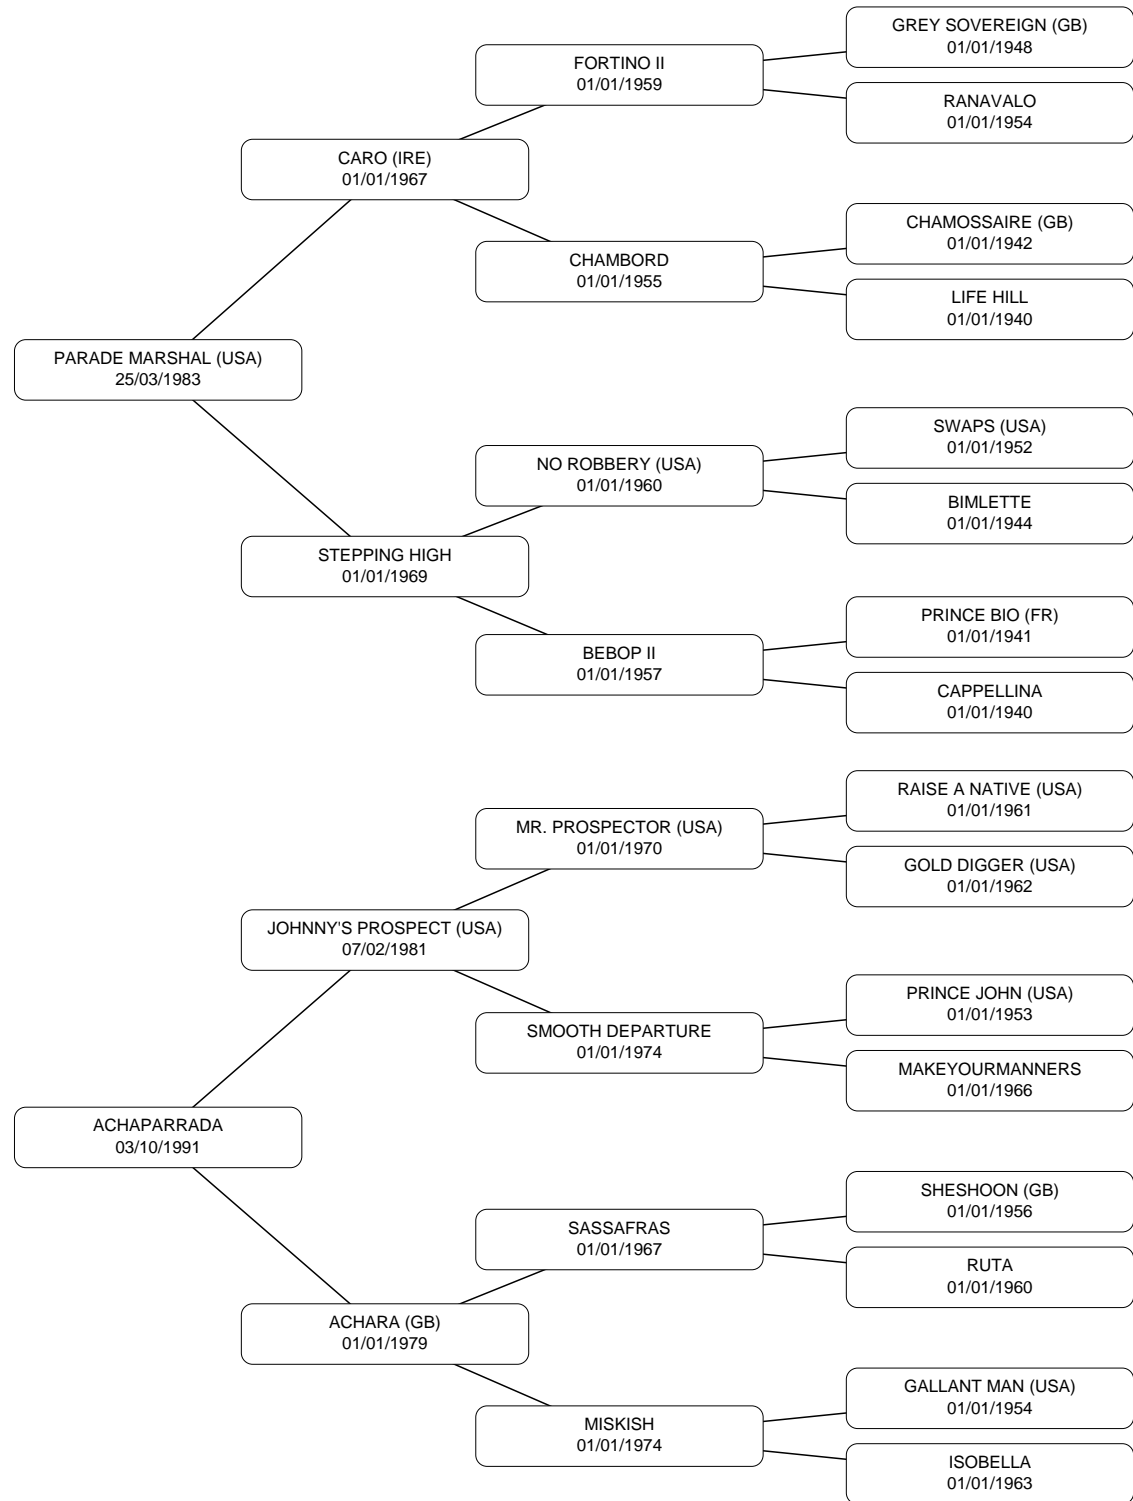 GREY SOVEREIGN (GB)
01/01/1948
FORTINO II
01/01/1959
RANAVALO
01/01/1954
CARO (IRE)
01/01/1967
CHAMOSSAIRE (GB)
01/01/1942
CHAMBORD
01/01/1955
LIFE HILL
01/01/1940
PARADE MARSHAL (USA)
25/03/1983
SWAPS (USA)
01/01/1952
NO ROBBERY (USA)
01/01/1960
BIMLETTE
01/01/1944
STEPPING HIGH
01/01/1969
PRINCE BIO (FR)
01/01/1941
BEBOP II
01/01/1957
CAPPELLINA
01/01/1940
RAISE A NATIVE (USA)
01/01/1961
MR. PROSPECTOR (USA)
01/01/1970
GOLD DIGGER (USA)
01/01/1962
JOHNNY'S PROSPECT (USA)
07/02/1981
PRINCE JOHN (USA)
01/01/1953
SMOOTH DEPARTURE
01/01/1974
MAKEYOURMANNERS
01/01/1966
ACHAPARRADA
03/10/1991
SHESHOON (GB)
01/01/1956
SASSAFRAS
01/01/1967
RUTA
01/01/1960
ACHARA (GB)
01/01/1979
GALLANT MAN (USA)
01/01/1954
MISKISH
01/01/1974
ISOBELLA
01/01/1963